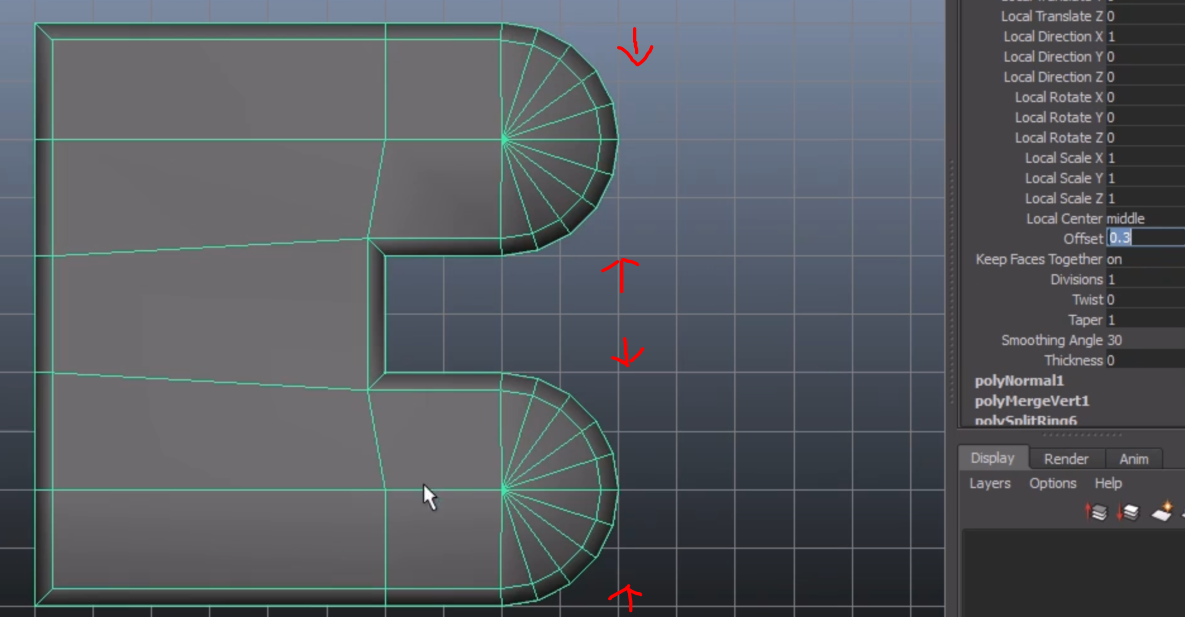 Local Translate Z 0
Local Direction X 1
Local Direction Y 0
Local Direction Z 0
Local Rotate X 0
Local Rotate Y 0
Local Rotate Z 0
Local Scale X 1
Local Scale Y 1
Local Scale Z 1
Local Center middle
Offset 0.3
Keep Faces Together on
Divisions 1
Twist 0
Taper 1
Smoothing Angle 30
Thickness 0
polyNormal1
polyMergeVert1
polySplitRing6
Display Render Anim
Layers Options Help